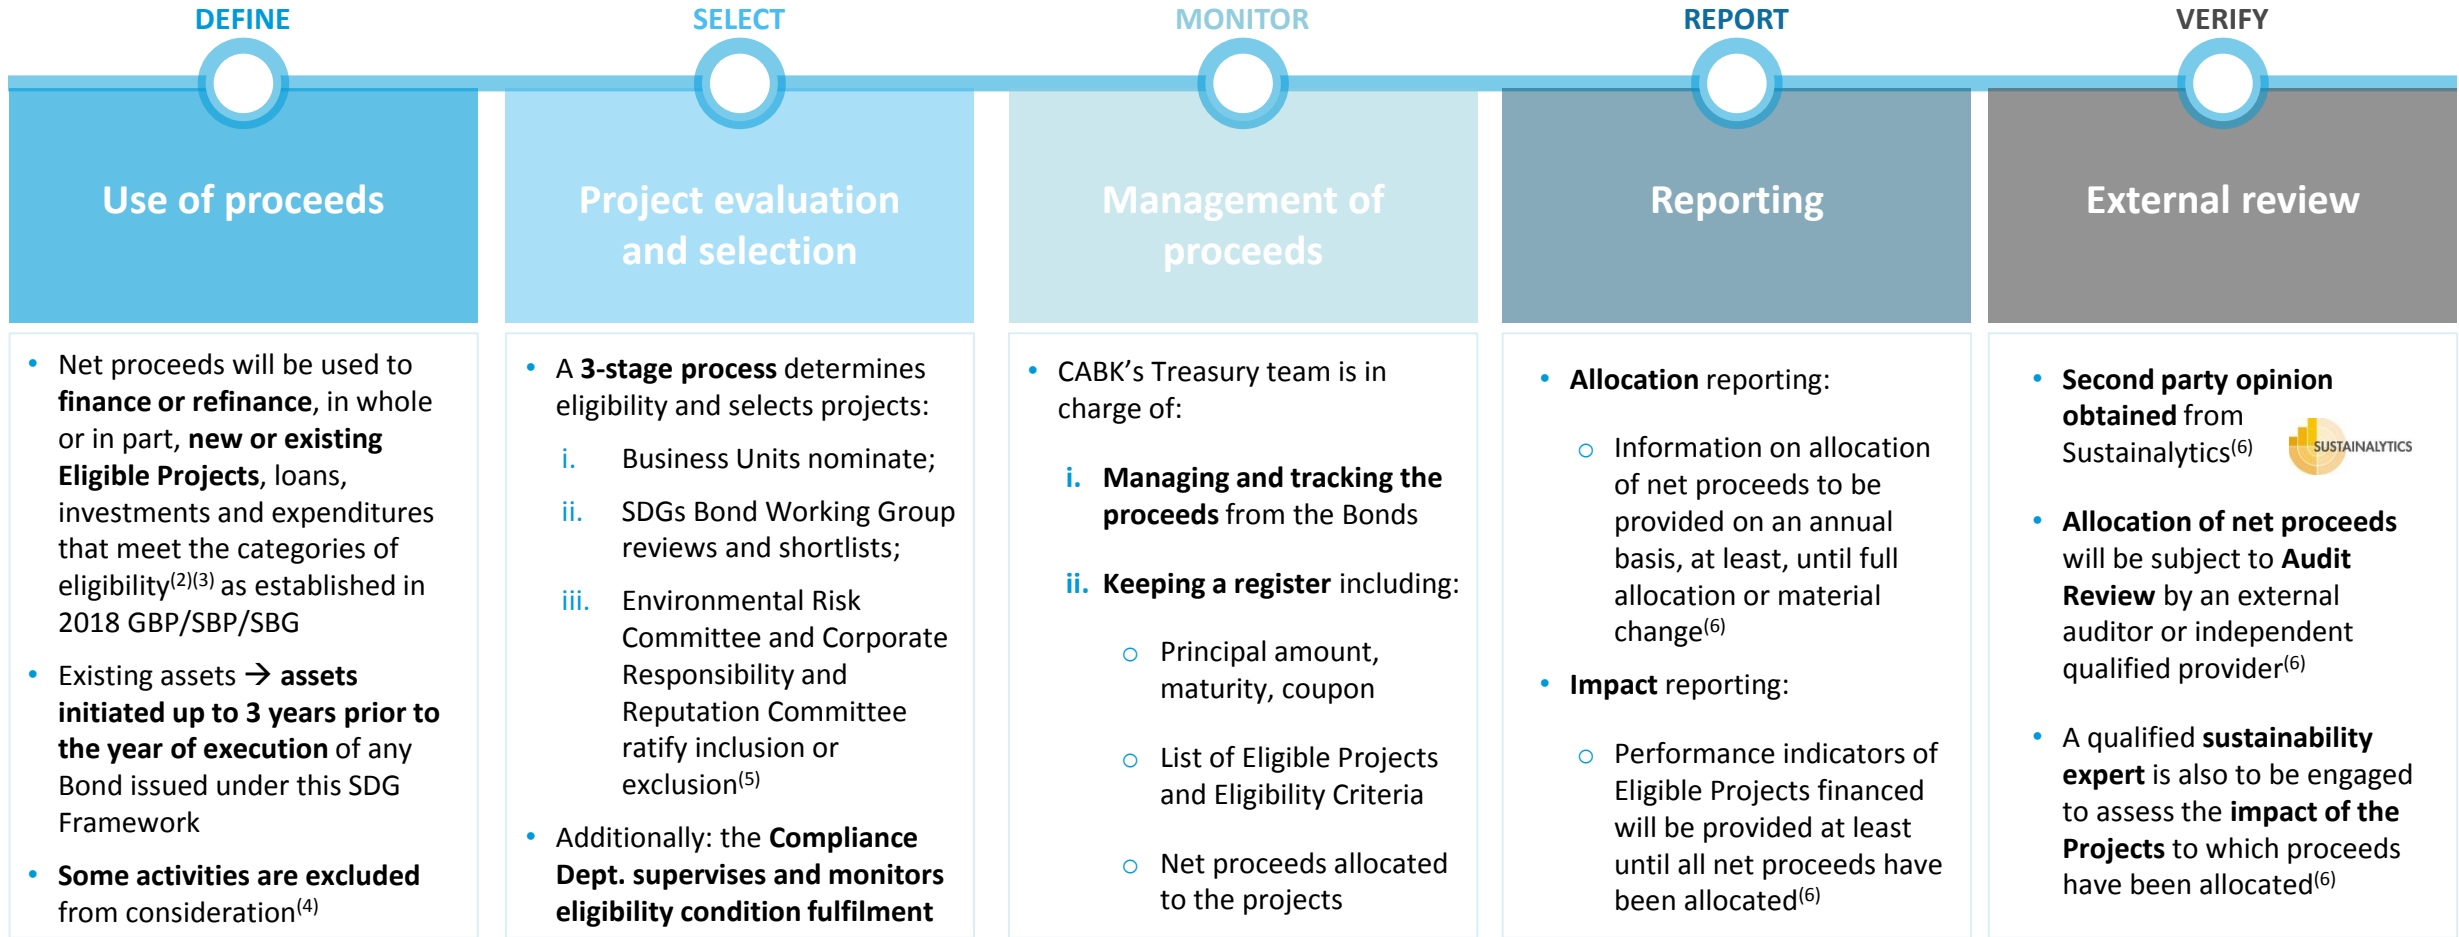 DEFINE
Use of proceeds
• Net proceeds will be used to
finance or refinance, in whole
or in part, new or existing
Eligible Projects, loans,
investments and expenditures
that meet the categories of
eligibility(2)(3) as established in
2018 GBP/SBP/SBG
• Existing assets → assets
initiated up to 3 years prior to
the year of execution of any
Bond issued under this SDG
Framework
• Some activities are excluded
from consideration(4)
SELECT
Project evaluation
and selection
• A 3-stage process determines
eligibility and selects projects:
i. Business Units nominate;
ii. SDGs Bond Working Group
reviews and shortlists;
iii. Environmental Risk
Committee and Corporate
Responsibility and
Reputation Committee
ratify inclusion or
exclusion(5)
• Additionally: the Compliance
Dept. supervises and monitors
eligibility condition fulfilment
MONITOR
Management of
proceeds
• CABK’s Treasury team is in
charge of:
i. Managing and tracking the
proceeds from the Bonds
ii. Keeping a register including:
o Principal amount,
maturity, coupon
o List of Eligible Projects
and Eligibility Criteria
o Net proceeds allocated
to the projects
REPORT
Reporting
• Allocation reporting:
o Information on allocation
of net proceeds to be
provided on an annual
basis, at least, until full
allocation or material
change(6)
• Impact reporting:
o Performance indicators of
Eligible Projects financed
will be provided at least
until all net proceeds have
been allocated(6)
VERIFY
External review
• Second party opinion
obtained from
Sustainalytics(6)
SUSTAINALYTICS
• Allocation of net proceeds
will be subject to Audit
Review by an external
auditor or independent
qualified provider(6)
• A qualified sustainability
expert is also to be engaged
to assess the impact of the
Projects to which proceeds
have been allocated(6)